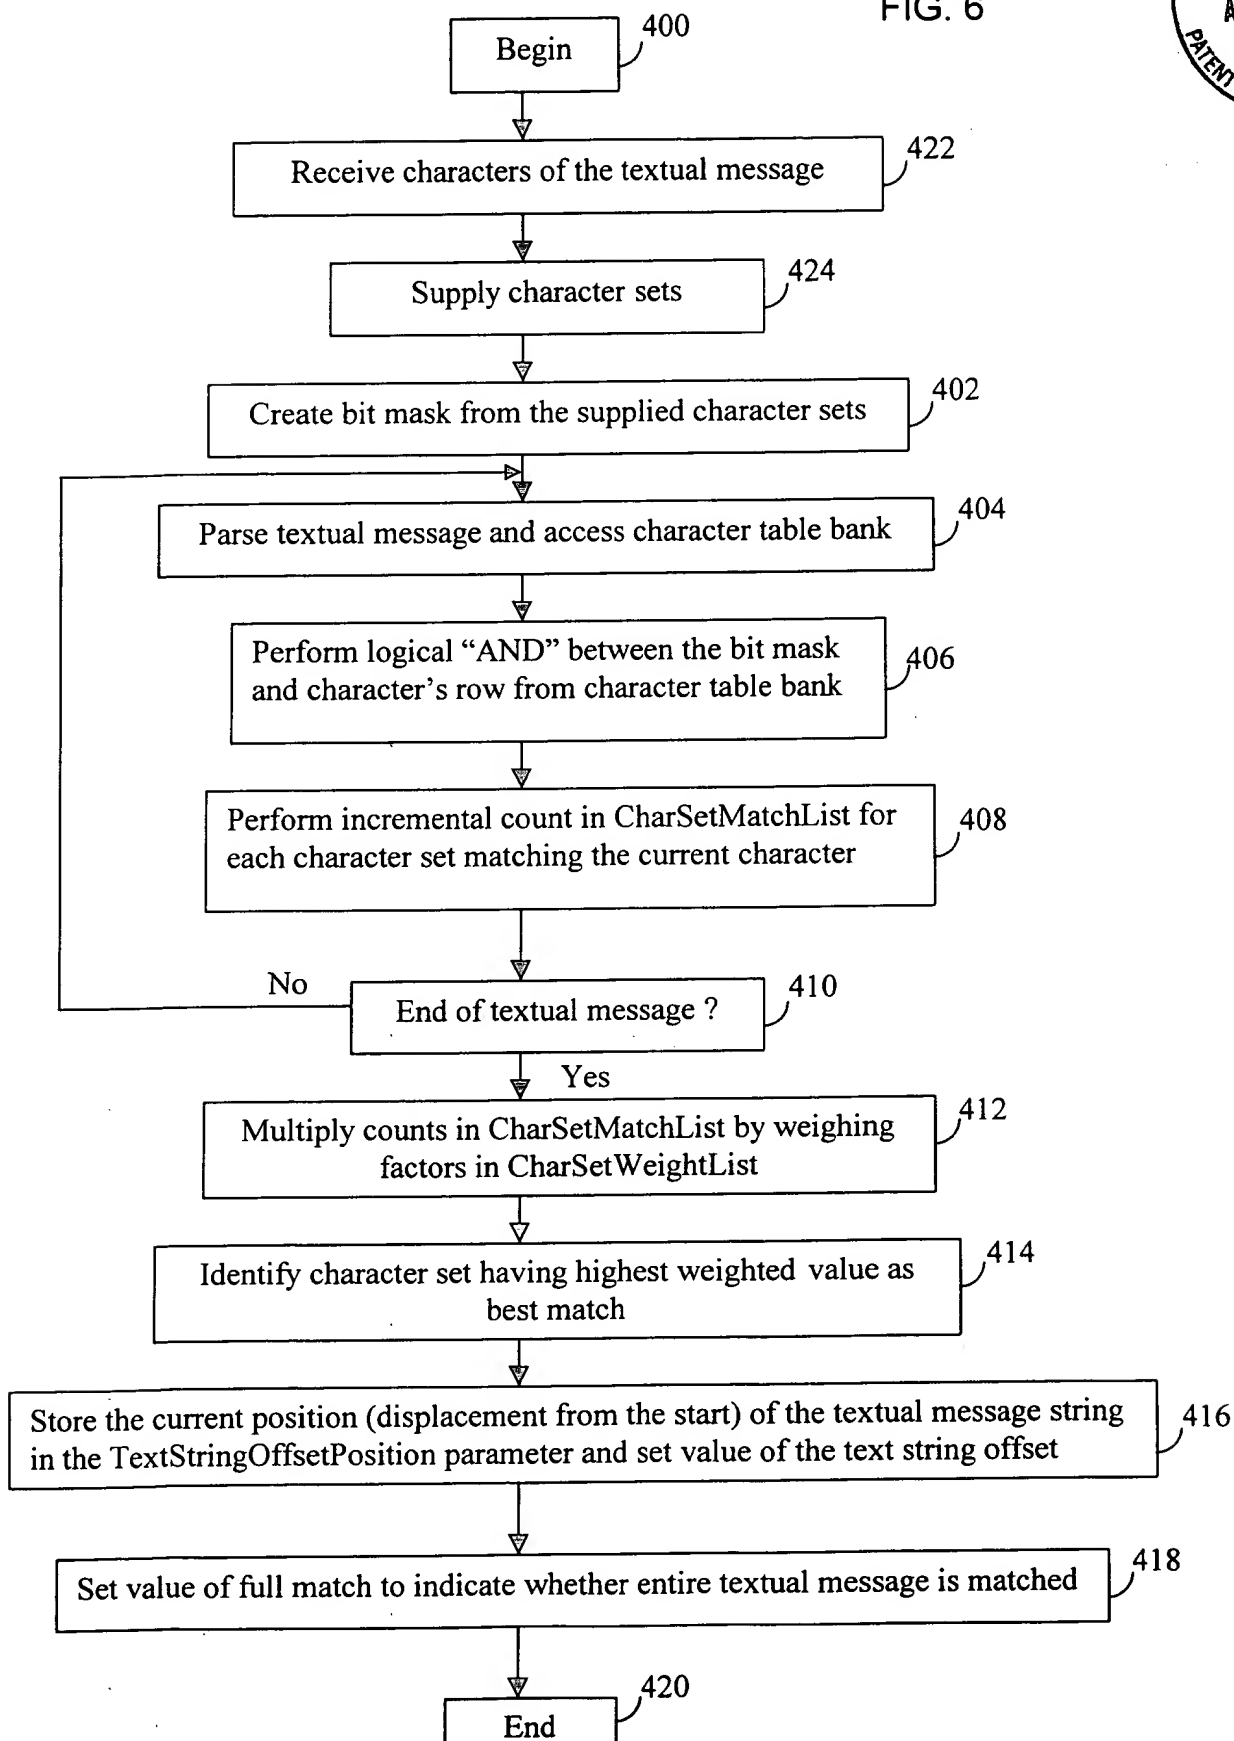 FIG. 6
PATENT
Begin
400
Receive characters of the textual message
422
Supply character sets
424
Create bit mask from the supplied character sets
402
Parse textual message and access character table bank
404
Perform logical “AND” between the bit mask
and character’s row from character table bank
406
Perform incremental count in CharSetMatchList for
each character set matching the current character
408
No
End of textual message ?
410
Yes
Multiply counts in CharSetMatchList by weighing
factors in CharSetWeightList
412
Identify character set having highest weighted value as
best match
414
Store the current position (displacement from the start) of the textual message string
in the TextStringOffsetPosition parameter and set value of the text string offset
416
Set value of full match to indicate whether entire textual message is matched
418
End
420